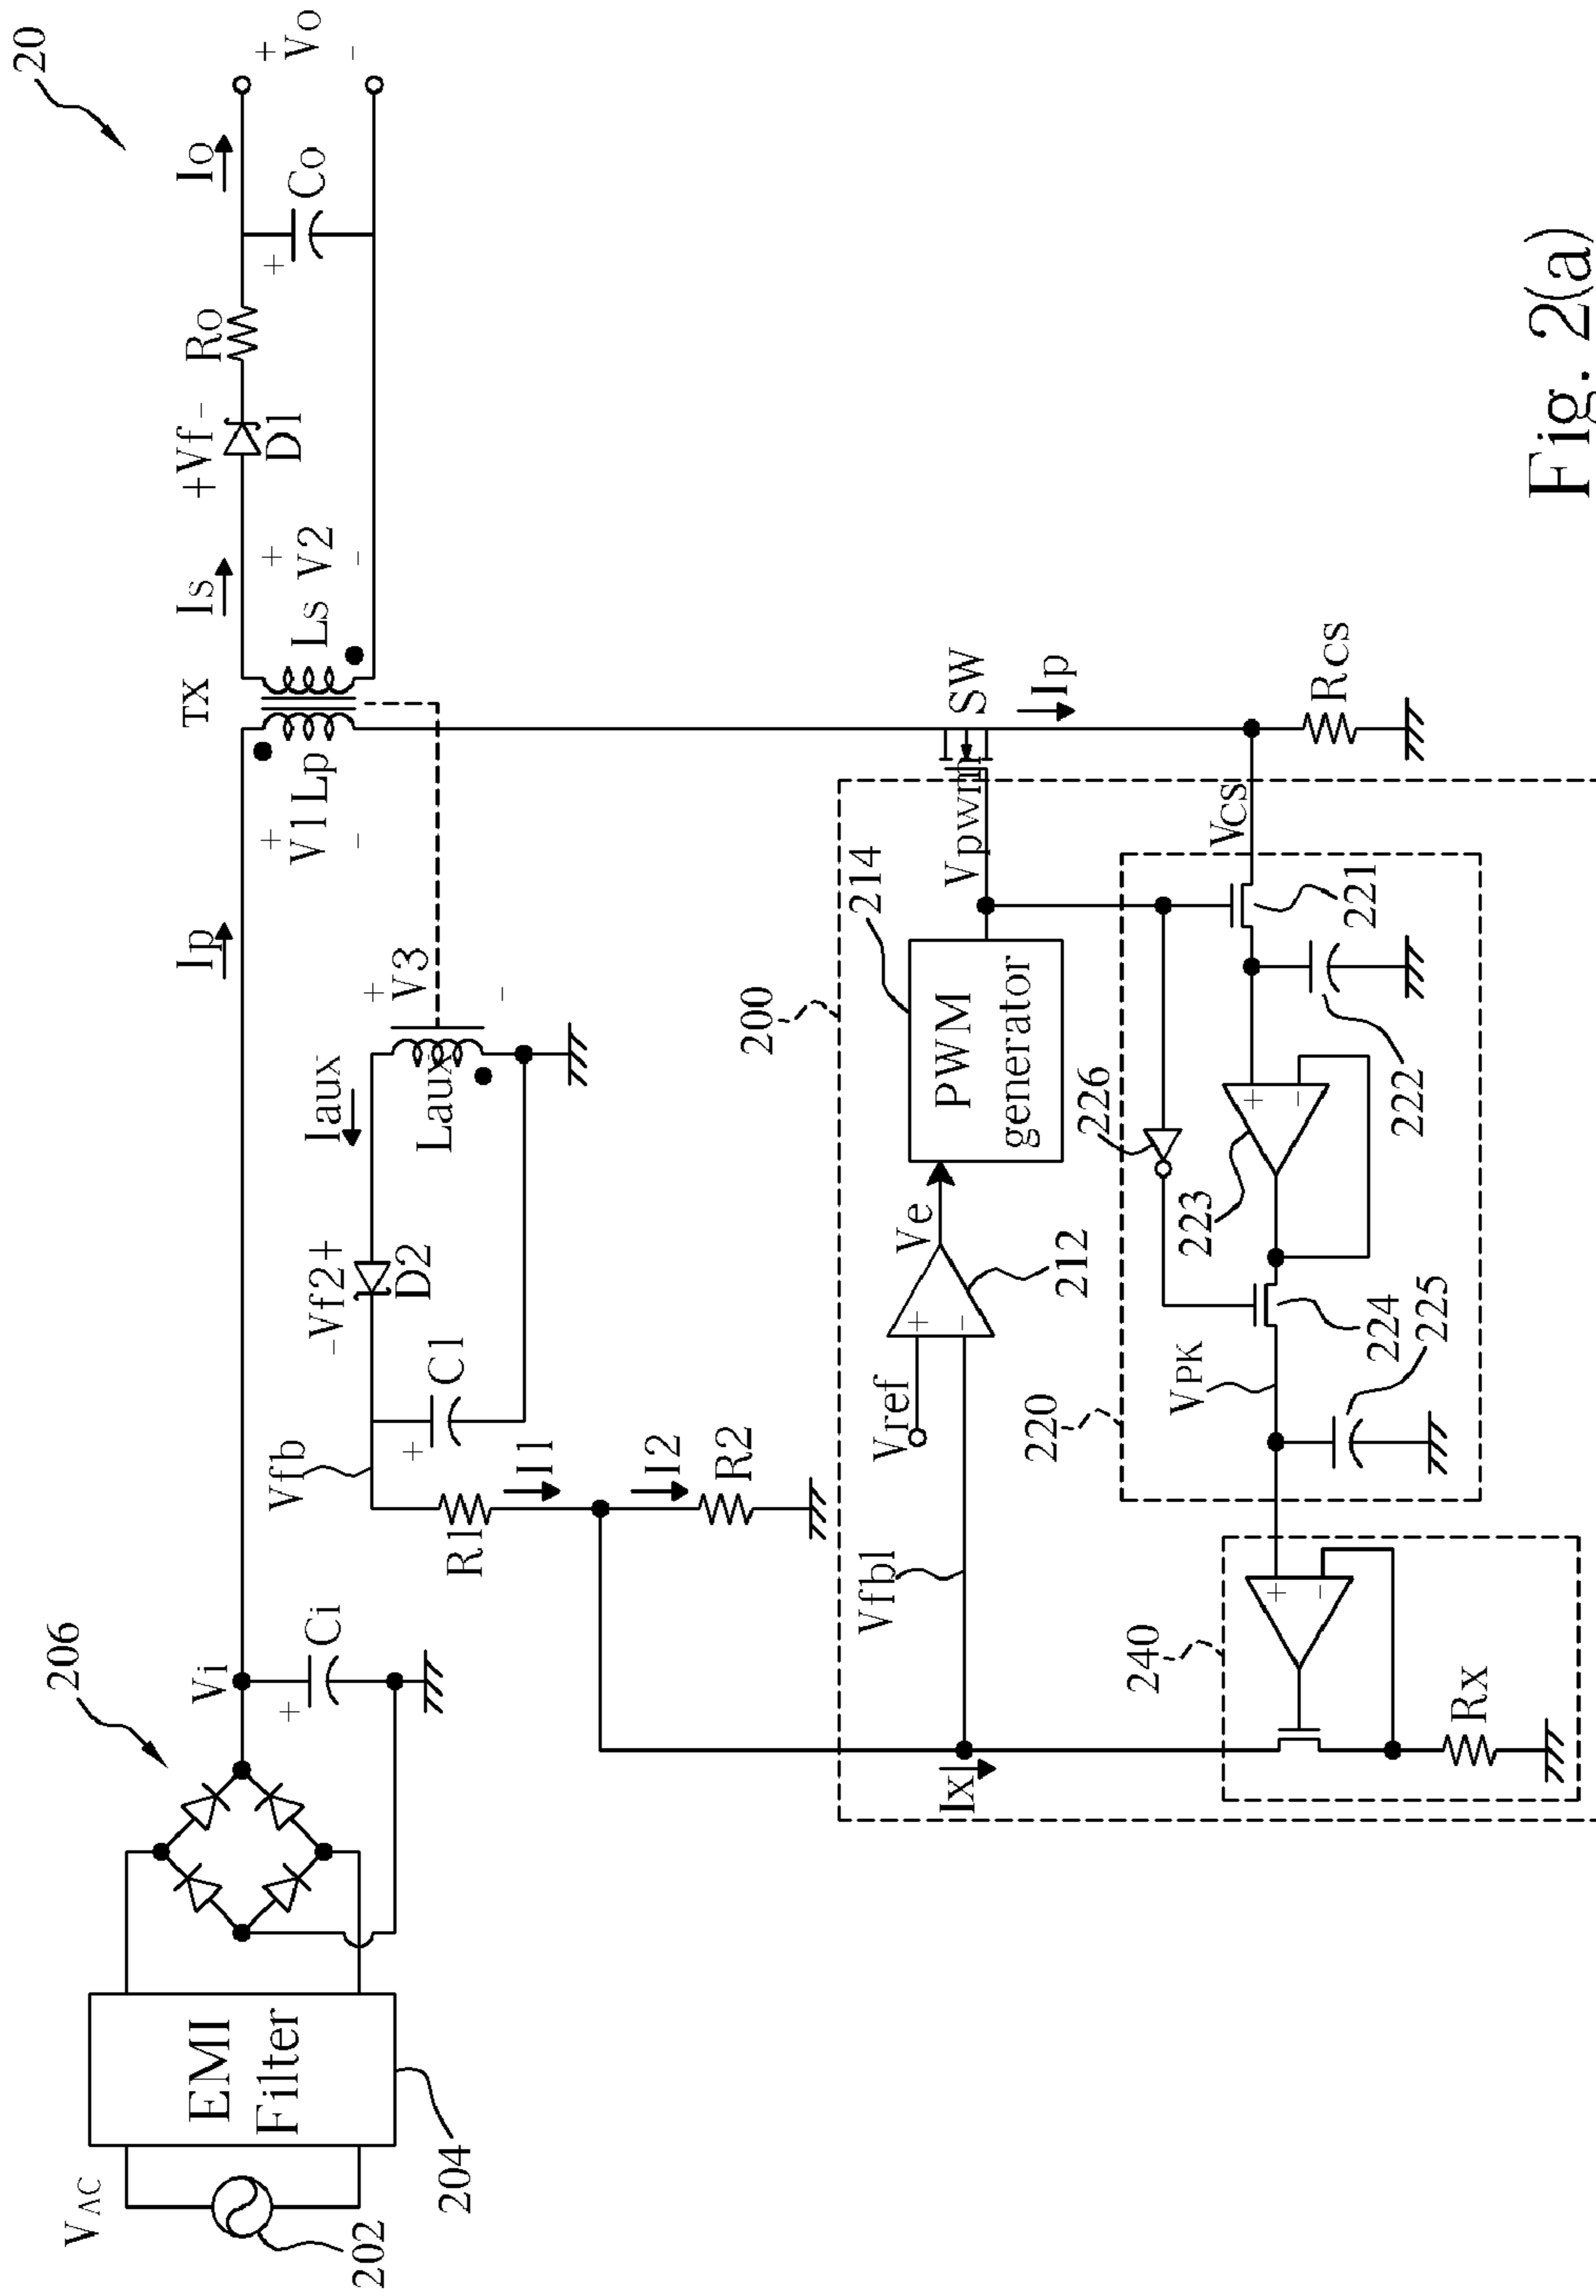 20
206
TX
VAC
EMI
Filter
202
204
Vi
+
Ci
Ip
+
V1
-
Lp
Is
Ls
+
V2
-
+Vf-
D1
Ro
Io
+
Co
+
Vo
-
Vfb
+
C1
-Vf2+
D2
Iaux
Laux
+
V3
-
R1
I1
I2
R2
200
Vfb1
Vref
+
-
Ve
212
PWM
generator
214
Vpwm
SW
Ip
Ix
240
+
-
Rx
220
VPK
224
225
226
223
+
-
222
221
Vcs
Rcs
Fig. 2(a)